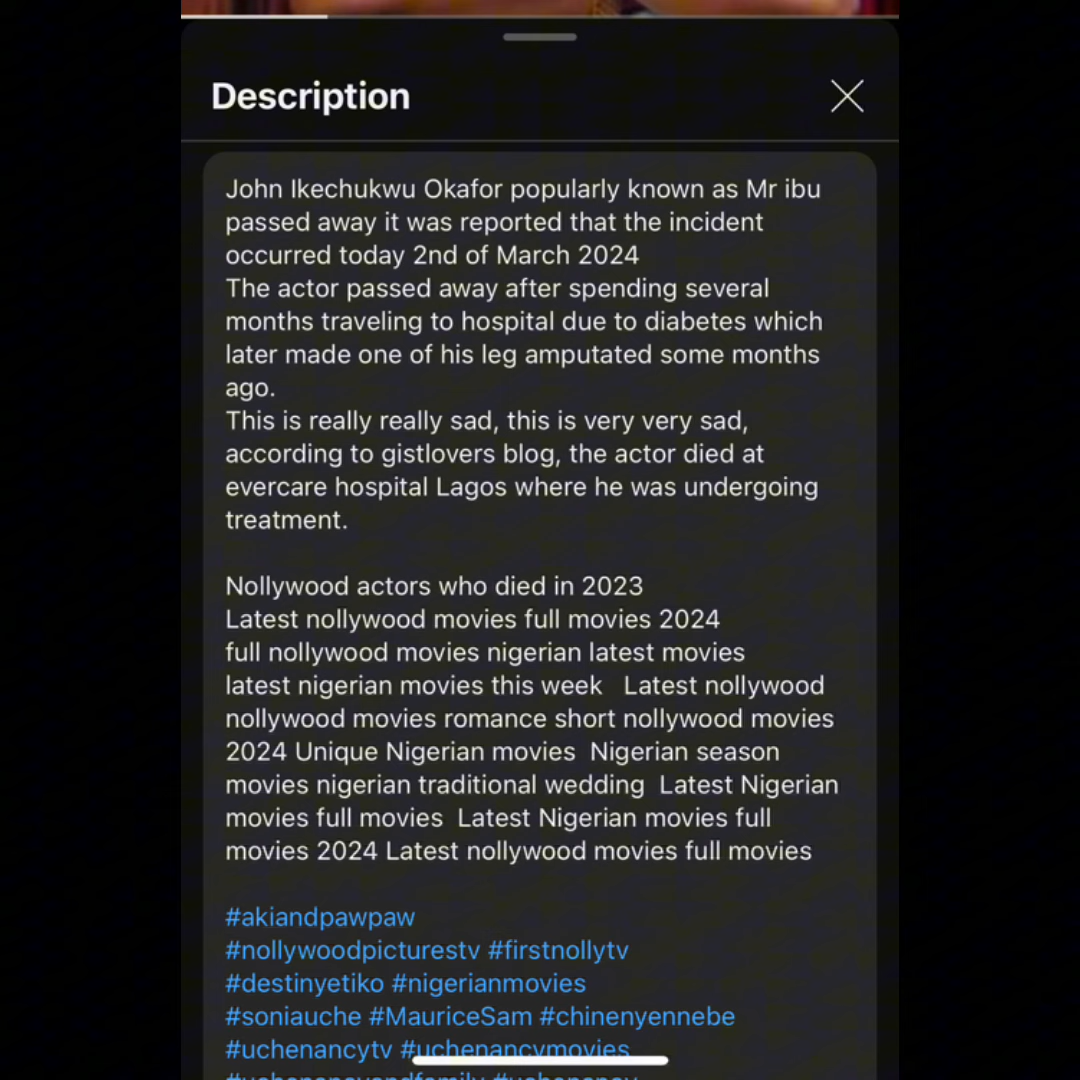 Description
John Ikechukwu Okafor popularly known as Mr ibu
passed away it was reported that the incident
occurred today 2nd of March 2024
The actor passed away after spending several
months traveling to hospital due to diabetes which
later made one of his leg amputated some months
ago.
This is really really sad, this is very very sad,
according to gistlovers blog, the actor died at
evercare hospital Lagos where he was undergoing
treatment.
Nollywood actors who died in 2023
Latest nollywood movies full movies 2024
full nollywood movies nigerian latest movies
latest nigerian movies this week   Latest nollywood
nollywood movies romance short nollywood movies
2024 Unique Nigerian movies  Nigerian season
movies nigerian traditional wedding  Latest Nigerian
movies full movies  Latest Nigerian movies full
movies 2024 Latest nollywood movies full movies
#akiandpawpaw
#nollywoodpicturestv #firstnollytv
#destinyetiko #nigerianmovies
#soniauche #MauriceSam #chinenyennebe
#uchenancytv #uchenancymovies